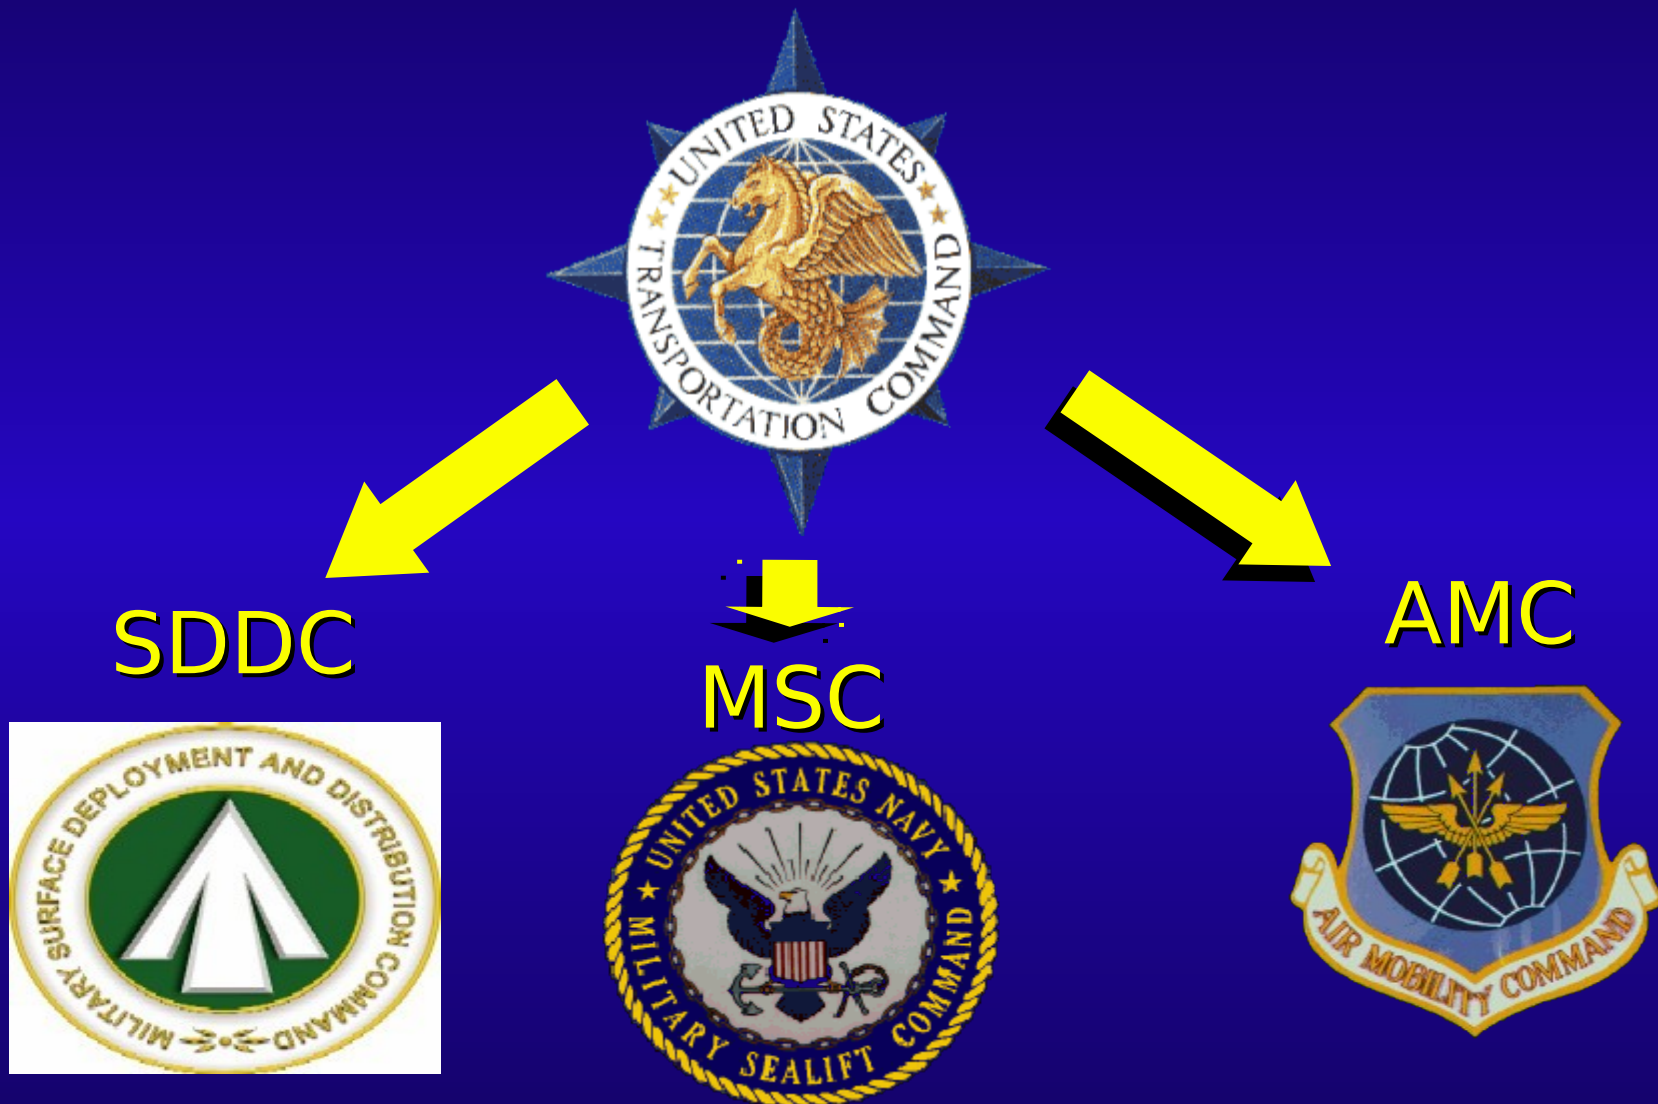 UNITED STATES
TRANSPORTATION COMMAND
SDDC
MSC
AMC
MILITARY SURFACE DEPLOYMENT AND DISTRIBUTION COMMAND
UNITED STATES NAVY
MILITARY SEALIFT COMMAND
AIR MOBILITY COMMAND